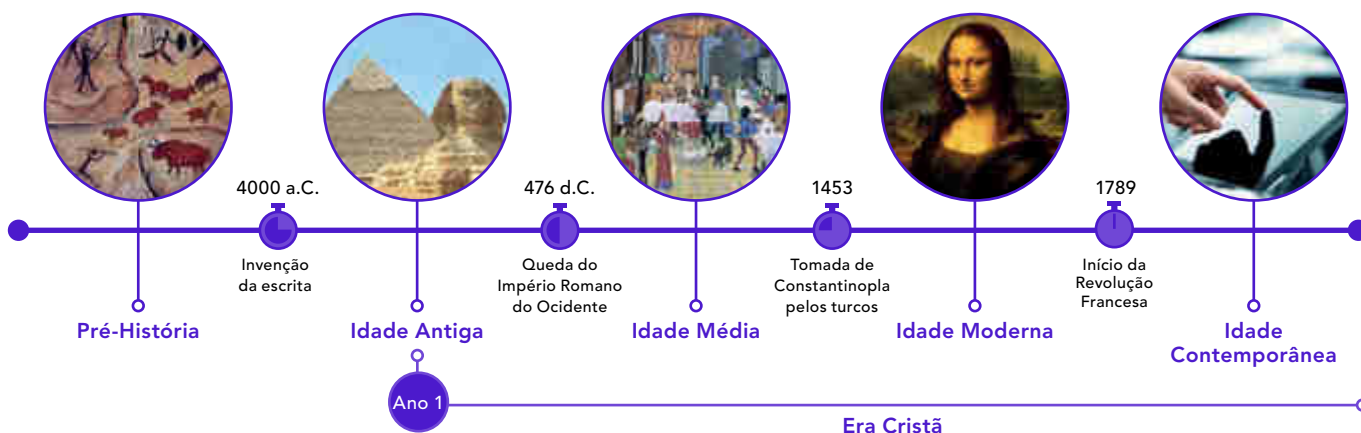 4000 a.C.
Invenção
da escrita
476 d.C.
Queda do
Império Romano
do Ocidente
1453
Tomada de
Constantinopla
pelos turcos
1789
Início da
Revolução
Francesa
Pré-História
Idade Antiga
Idade Média
Idade Moderna
Idade
Contemporânea
Ano 1
Era Cristã